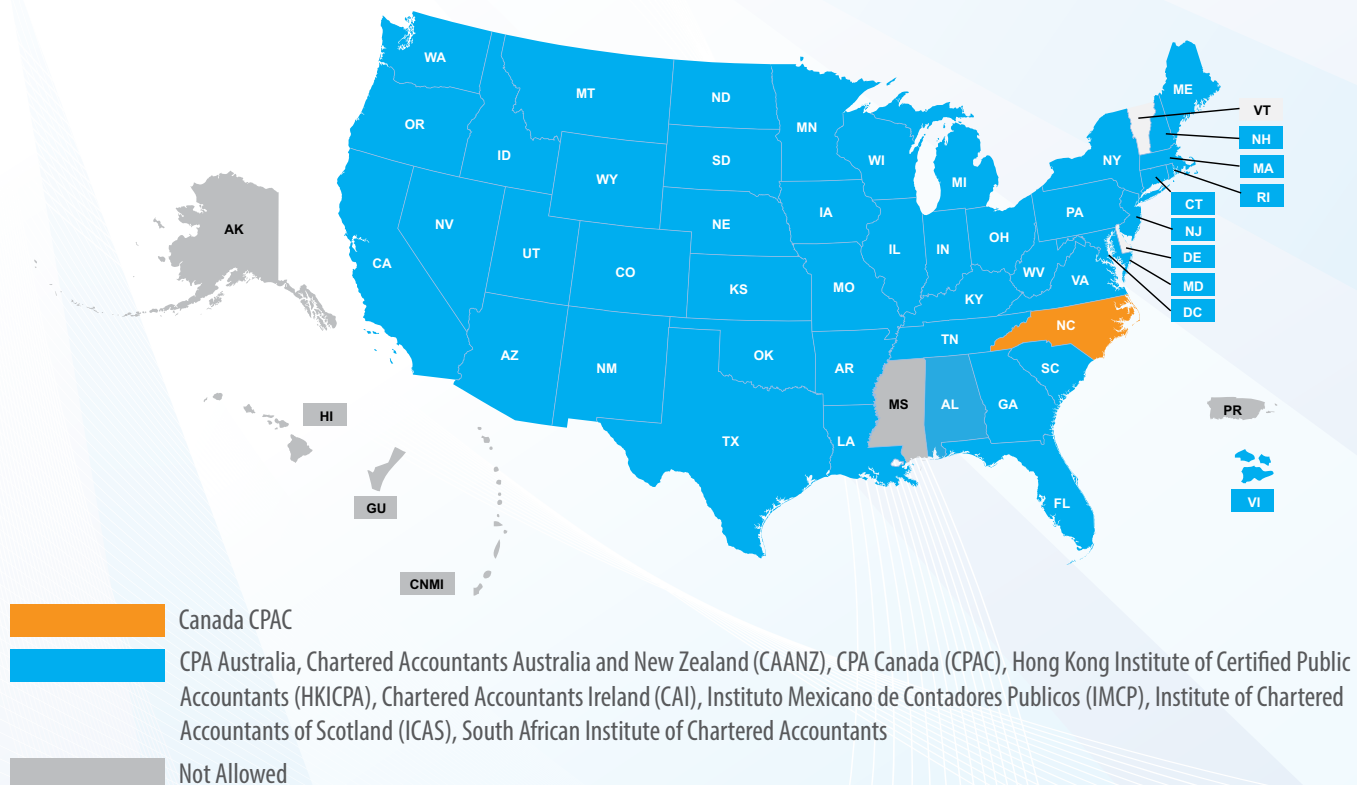 WA
MT
ND
MN
ME
VT
OR
ID
SD
WI
NY
NH
WY
MI
MA
AK
NV
NE
IA
PA
RI
CT
CA
UT
CO
IL
IN
OH
NJ
KS
MO
WV
VA
DE
MD
KY
DC
NC
AZ
NM
OK
AR
TN
SC
HI
MS
AL
GA
PR
TX
LA
GU
FL
VI
CNMI
Canada CPAC
CPA Australia, Chartered Accountants Australia and New Zealand (CAANZ), CPA Canada (CPAC), Hong Kong Institute of Certified Public
Accountants (HKICPA), Chartered Accountants Ireland (CAI), Instituto Mexicano de Contadores Publicos (IMCP), Institute of Chartered
Accountants of Scotland (ICAS), South African Institute of Chartered Accountants
Not Allowed